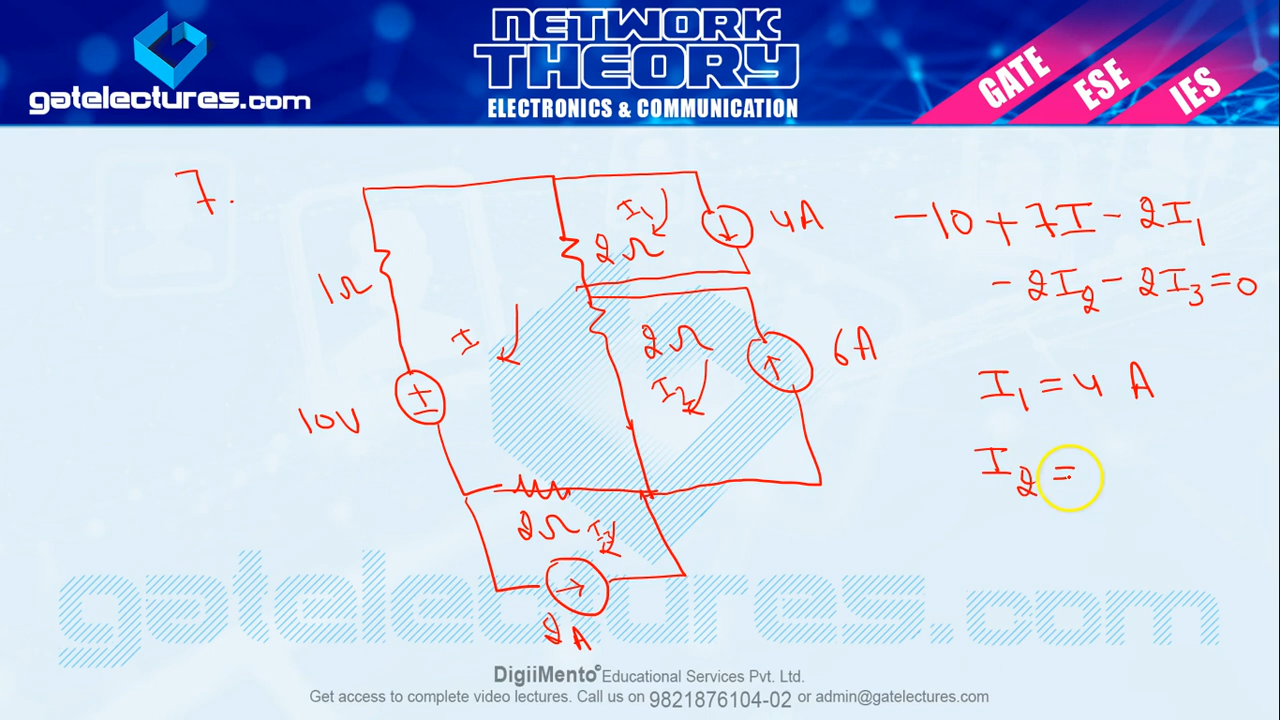 gatelectures.com
NETWORK
THEORY
ELECTRONICS & COMMUNICATION
GATE
ESE
IES
7.
1Ω
10V
I
I1
2Ω
4A
2Ω
I2
6A
2Ω I3
2A
-10 + 7I - 2I1
- 2I2 - 2I3 = 0
I1 = 4 A
I2 =
gatelectures.com
DigiiMento© Educational Services Pvt. Ltd.
Get access to complete video lectures. Call us on 9821876104-02 or admin@gatelectures.com